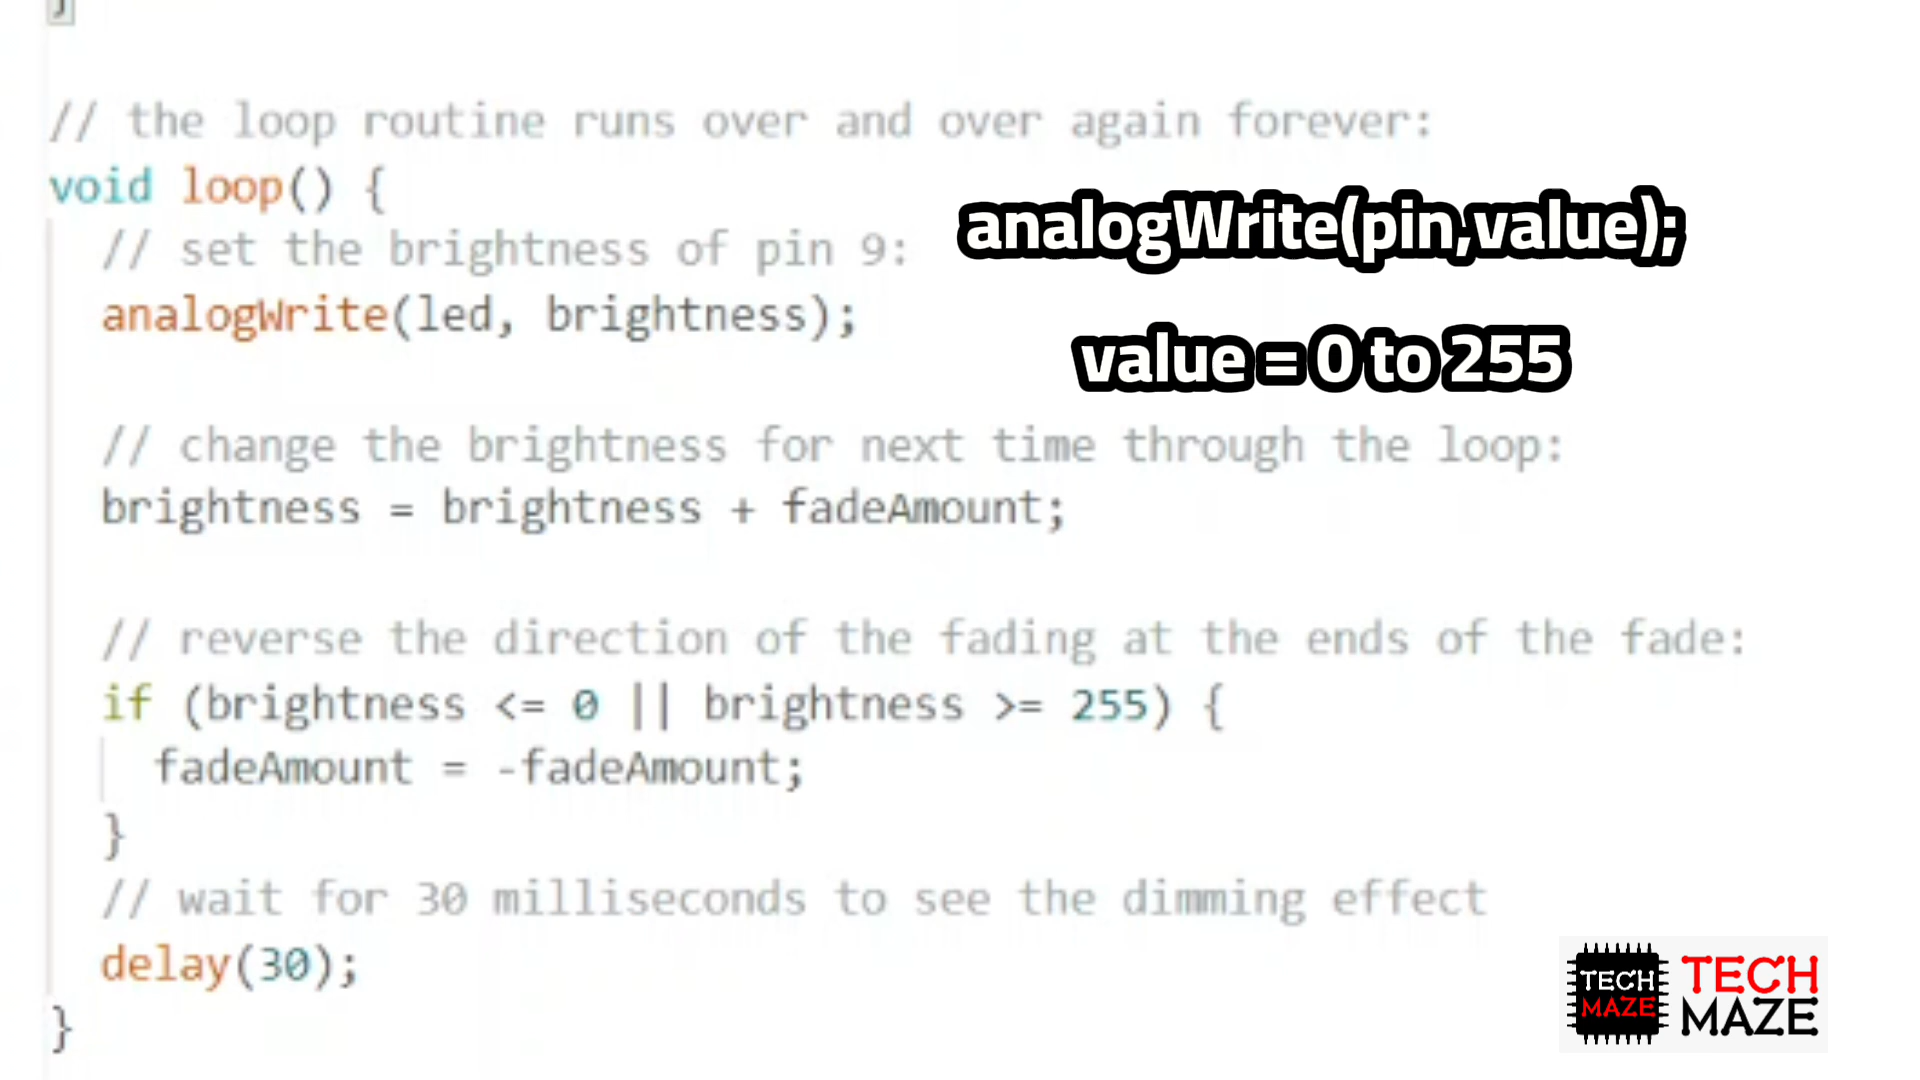 }
// the loop routine runs over and over again forever:
void loop() {
// set the brightness of pin 9:
analogWrite(led, brightness);
analogWrite(pin,value);
value = 0 to 255
// change the brightness for next time through the loop:
brightness = brightness + fadeAmount;
// reverse the direction of the fading at the ends of the fade:
if (brightness <= 0 || brightness >= 255) {
fadeAmount = -fadeAmount;
}
// wait for 30 milliseconds to see the dimming effect
delay(30);
}
TECH
MAZE
TECH
MAZE